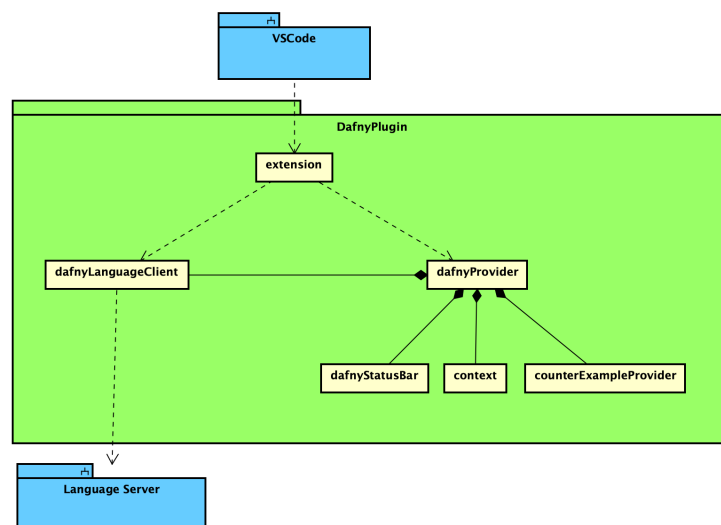 VSCode
DafnyPlugin
extension
dafnyLanguageClient
dafnyProvider
dafnyStatusBar
context
counterExampleProvider
Language Server